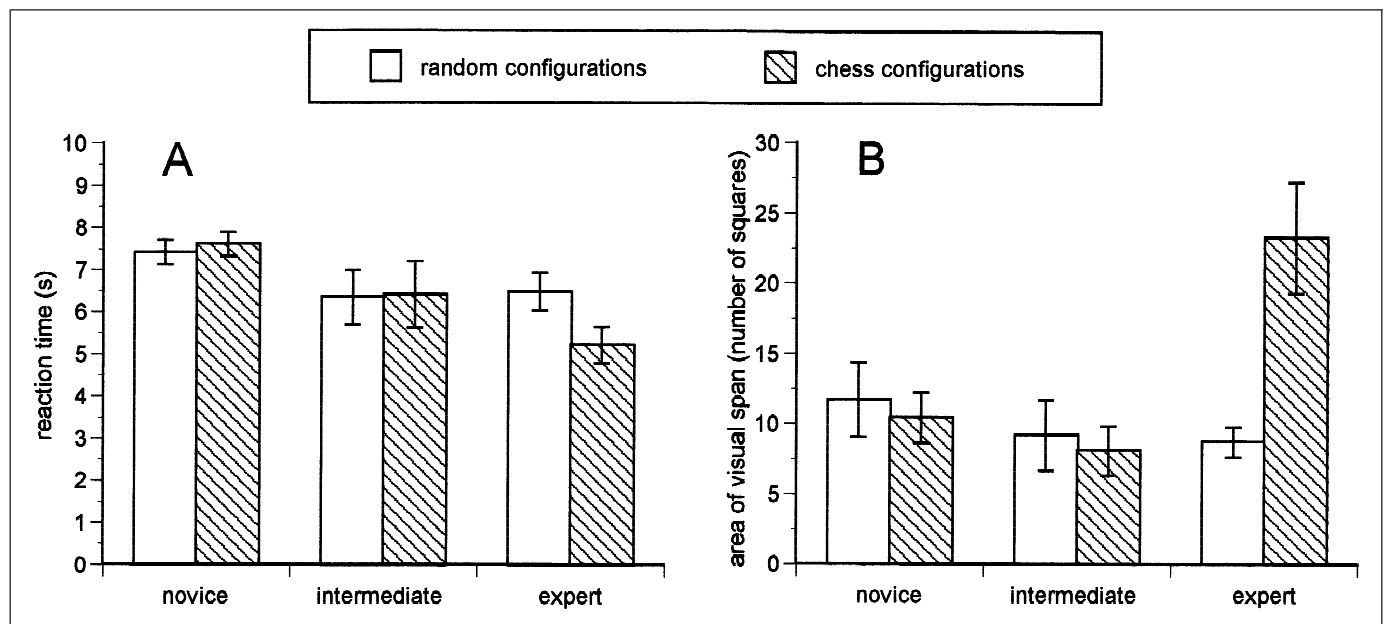 random configurations
chess configurations
A
10
9
8
7
6
5
4
3
2
1
0
reaction time (s)
novice
intermediate
expert
B
30
25
20
15
10
5
0
area of visual span (number of squares)
novice
intermediate
expert